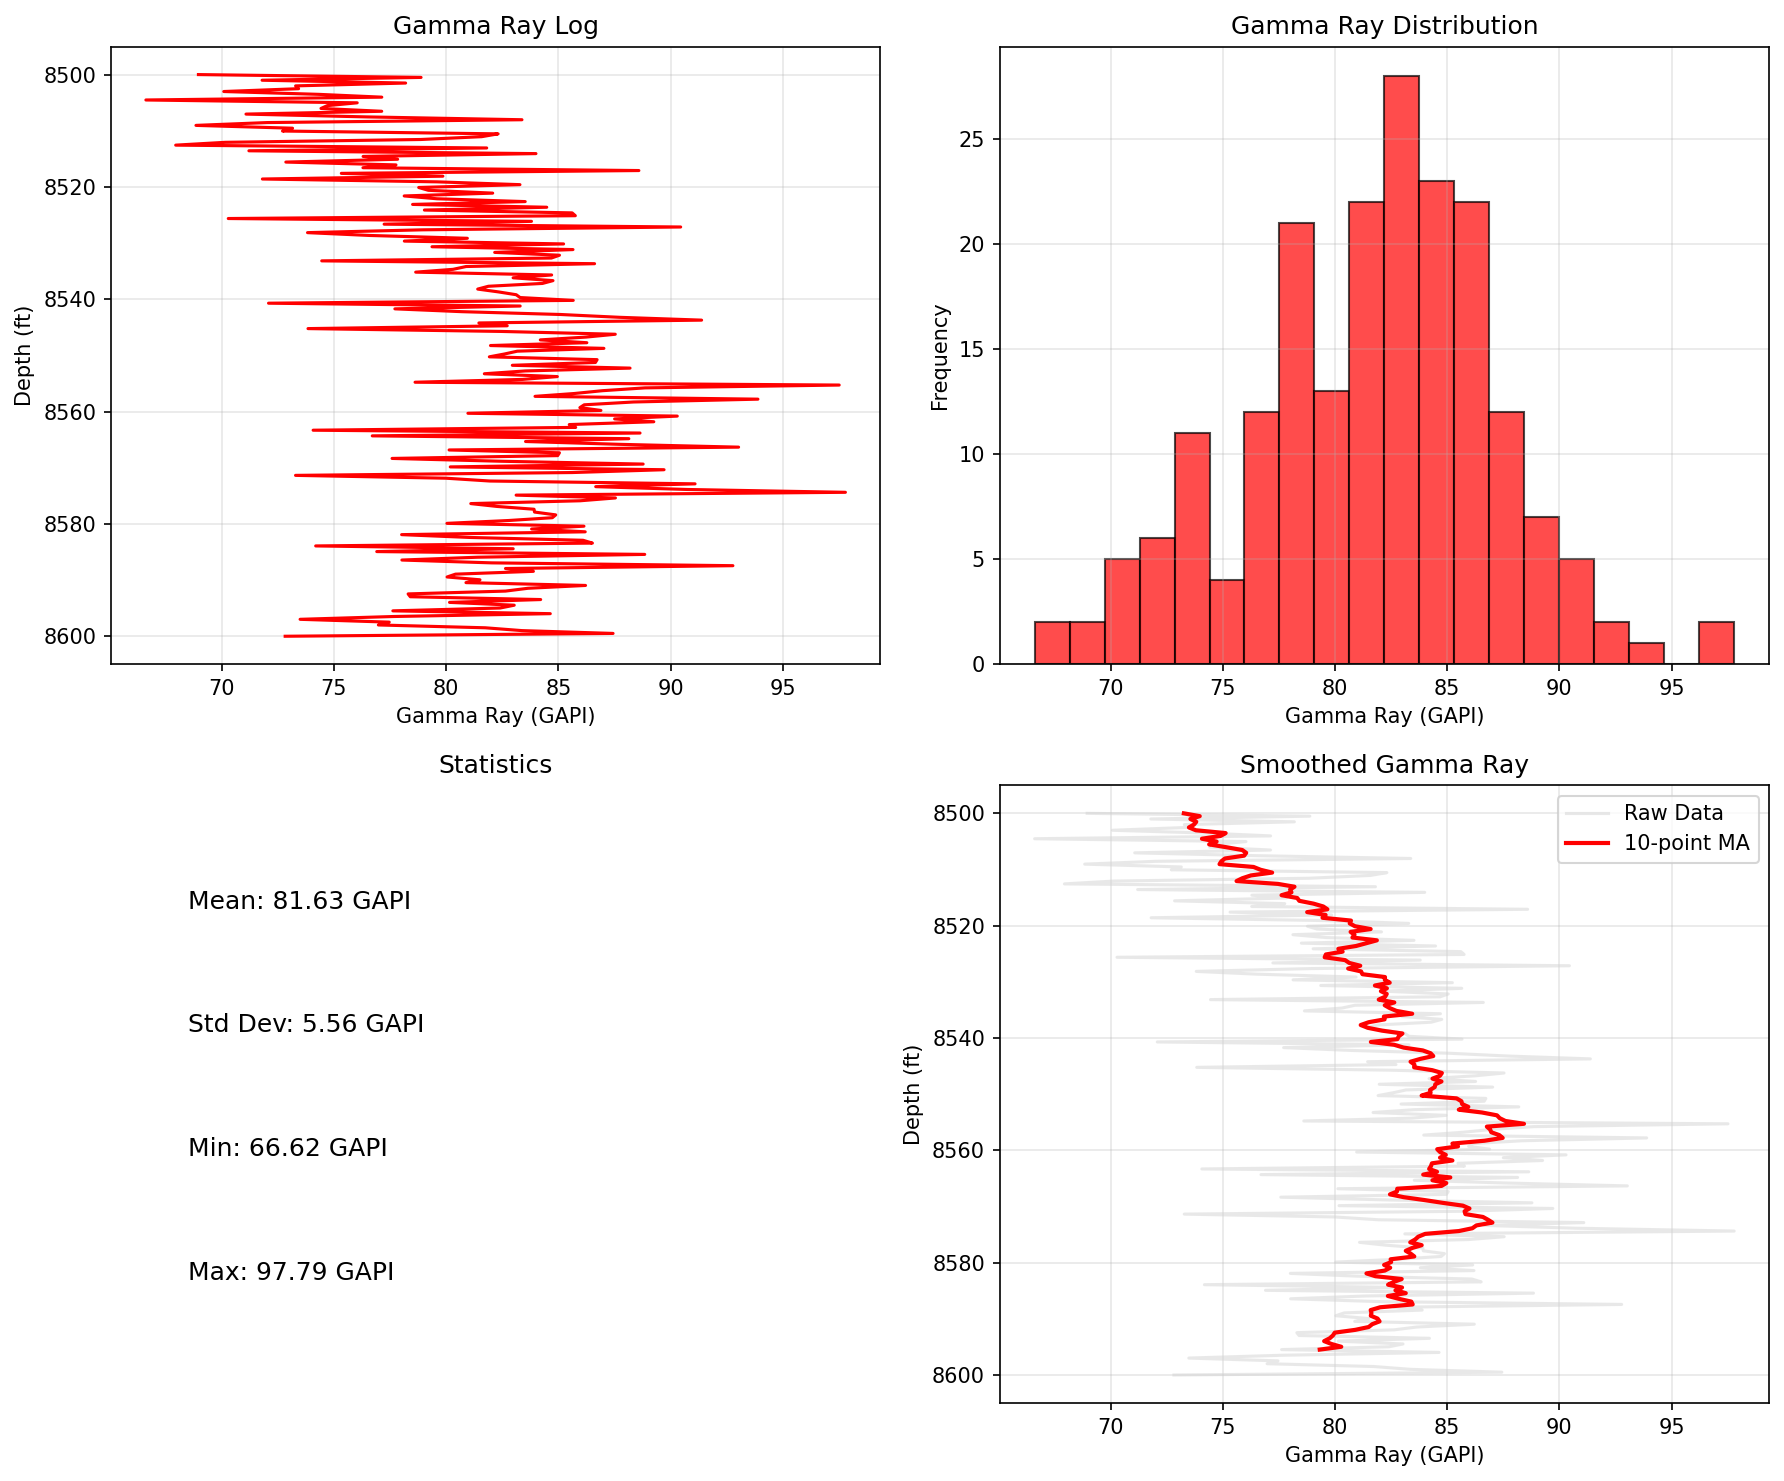 Gamma Ray Log
8500
8520
8540
8560
8580
8600
Depth (ft)
70 75 80 85 90 95
Gamma Ray (GAPI)
Gamma Ray Distribution
25
20
15
10
5
0
Frequency
70 75 80 85 90 95
Gamma Ray (GAPI)
Statistics
Mean: 81.63 GAPI
Std Dev: 5.56 GAPI
Min: 66.62 GAPI
Max: 97.79 GAPI
Smoothed Gamma Ray
Raw Data
10-point MA
8500
8520
8540
8560
8580
8600
Depth (ft)
70 75 80 85 90 95
Gamma Ray (GAPI)